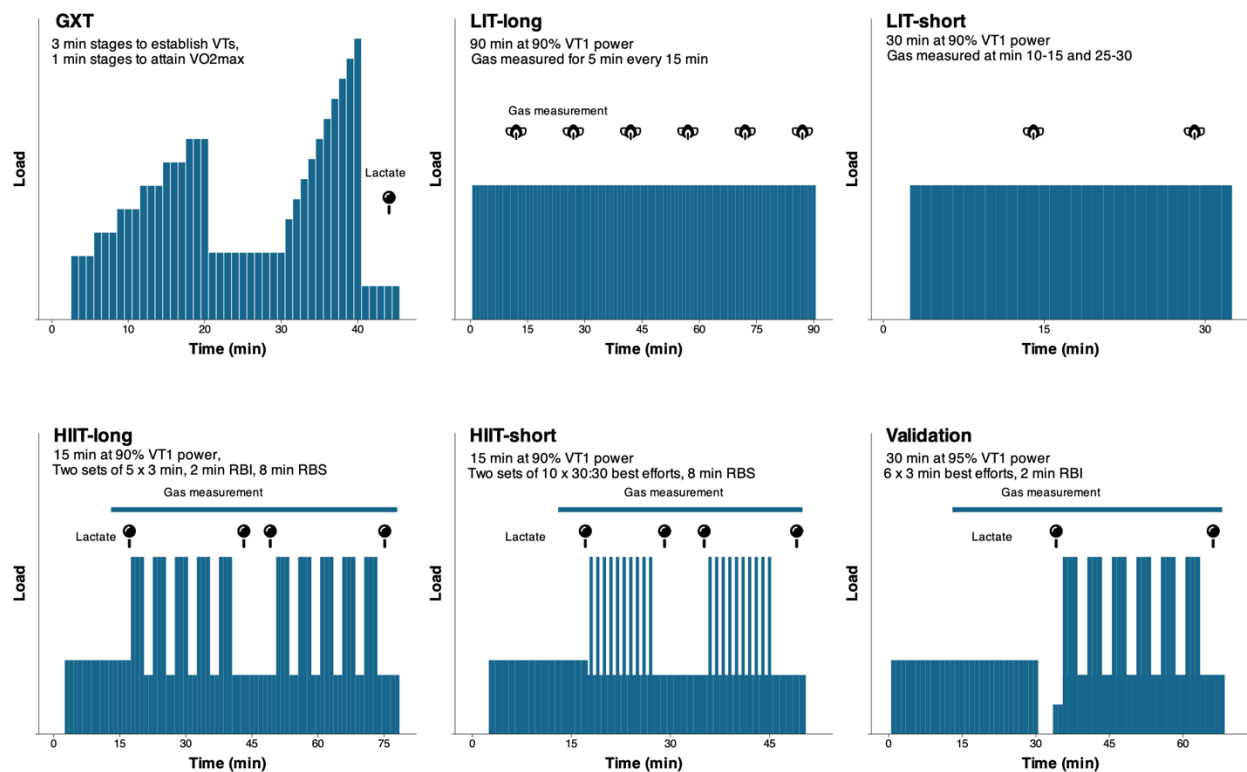 GXT
3 min stages to establish VTs,
1 min stages to attain VO2max
Lactate
Load
0 10 20 30 40
Time (min)
LIT-long
90 min at 90% VT1 power
Gas measured for 5 min every 15 min
Gas measurement
Load
0 15 30 45 60 75 90
Time (min)
LIT-short
30 min at 90% VT1 power
Gas measured at min 10-15 and 25-30
Load
0 15 30
Time (min)
HIIT-long
15 min at 90% VT1 power,
Two sets of 5 x 3 min, 2 min RBI, 8 min RBS
Gas measurement
Lactate
Load
0 15 30 45 60 75
Time (min)
HIIT-short
15 min at 90% VT1 power
Two sets of 10 x 30:30 best efforts, 8 min RBS
Gas measurement
Lactate
Load
0 15 30 45
Time (min)
Validation
30 min at 95% VT1 power
6 x 3 min best efforts, 2 min RBI
Gas measurement
Lactate
Load
0 15 30 45 60
Time (min)